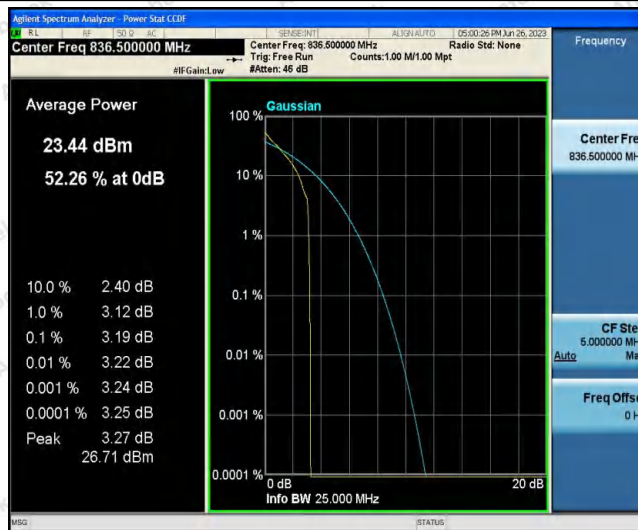 Agilent Spectrum Analyzer - Power Stat CCDF
RL RF 50 Ω AC SENSE:INT ALIGN AUTO 05:00:26 PM Jun 26, 2023
Center Freq 836.500000 MHz
Center Freq: 836.500000 MHz Radio Std: None
Trig: Free Run Counts:1.00 M/1.00 Mpt
#IFGain:Low #Atten: 46 dB
Frequency
Average Power
23.44 dBm
52.26 % at 0dB
10.0 % 2.40 dB
1.0 % 3.12 dB
0.1 % 3.19 dB
0.01 % 3.22 dB
0.001 % 3.24 dB
0.0001 % 3.25 dB
Peak 3.27 dB
26.71 dBm
Gaussian
100 %
10 %
1 %
0.1 %
0.01 %
0.001 %
0.0001 %
0 dB 20 dB
Info BW 25.000 MHz
Center Fre
836.500000 MH
CF Ste
5.000000 MH
Auto Ma
Freq Offse
0 H
MSG STATUS